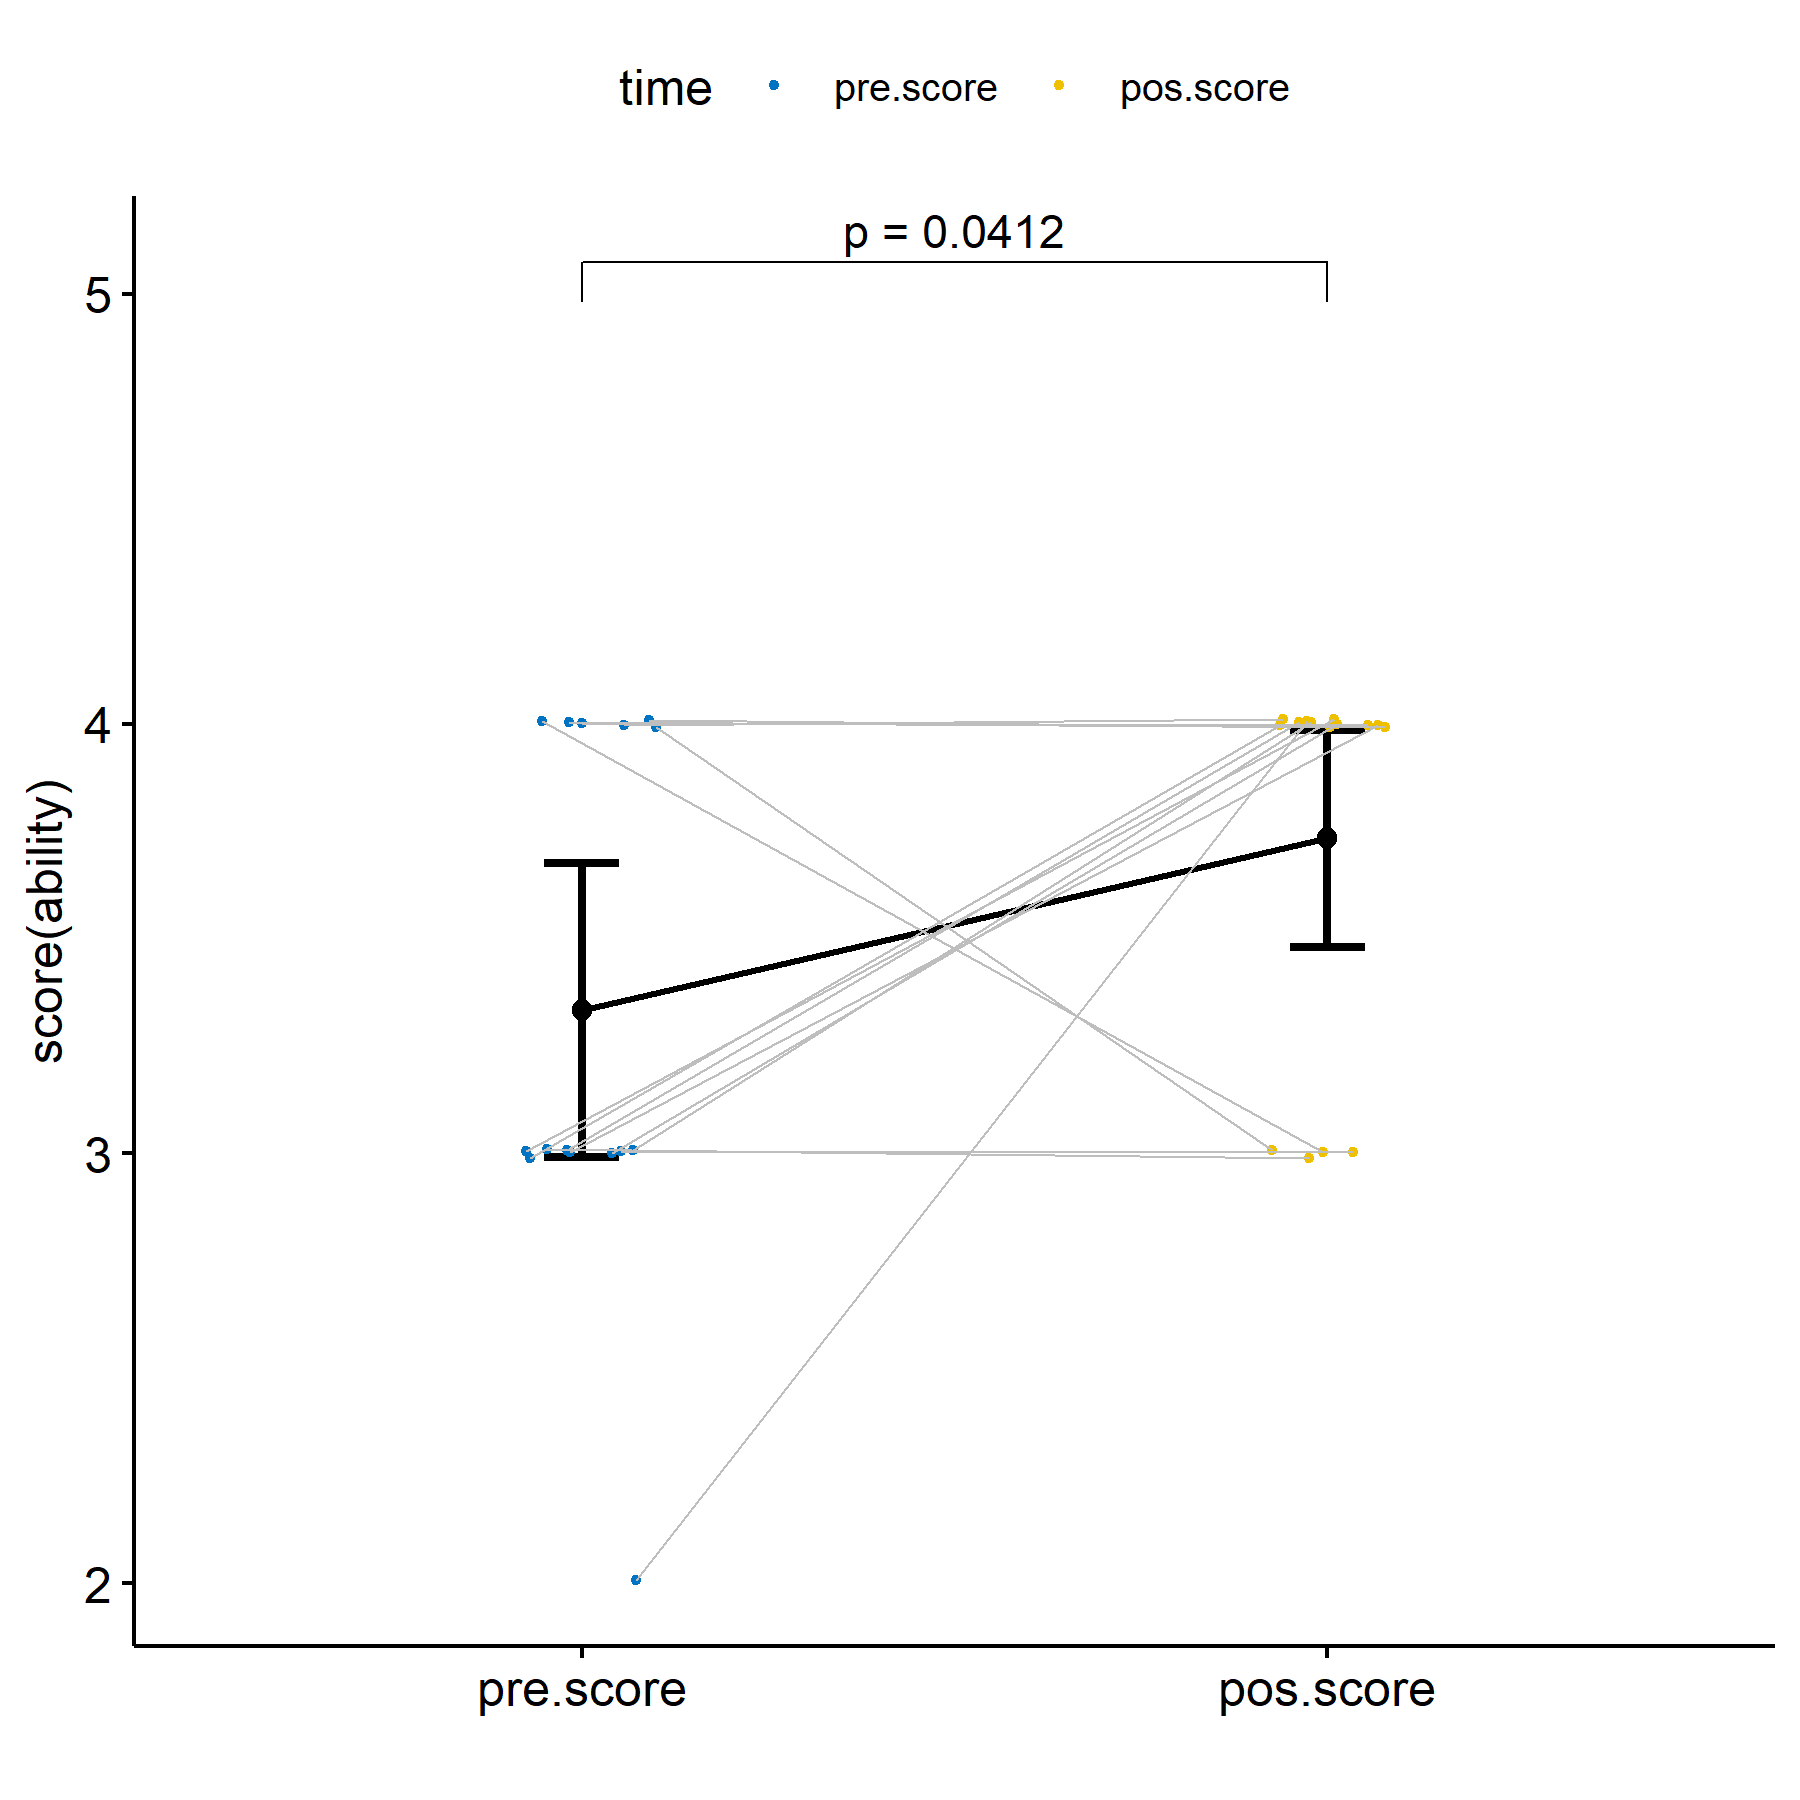 time pre.score pos.score
p = 0.0412
5
4
3
2
score(ability)
pre.score pos.score